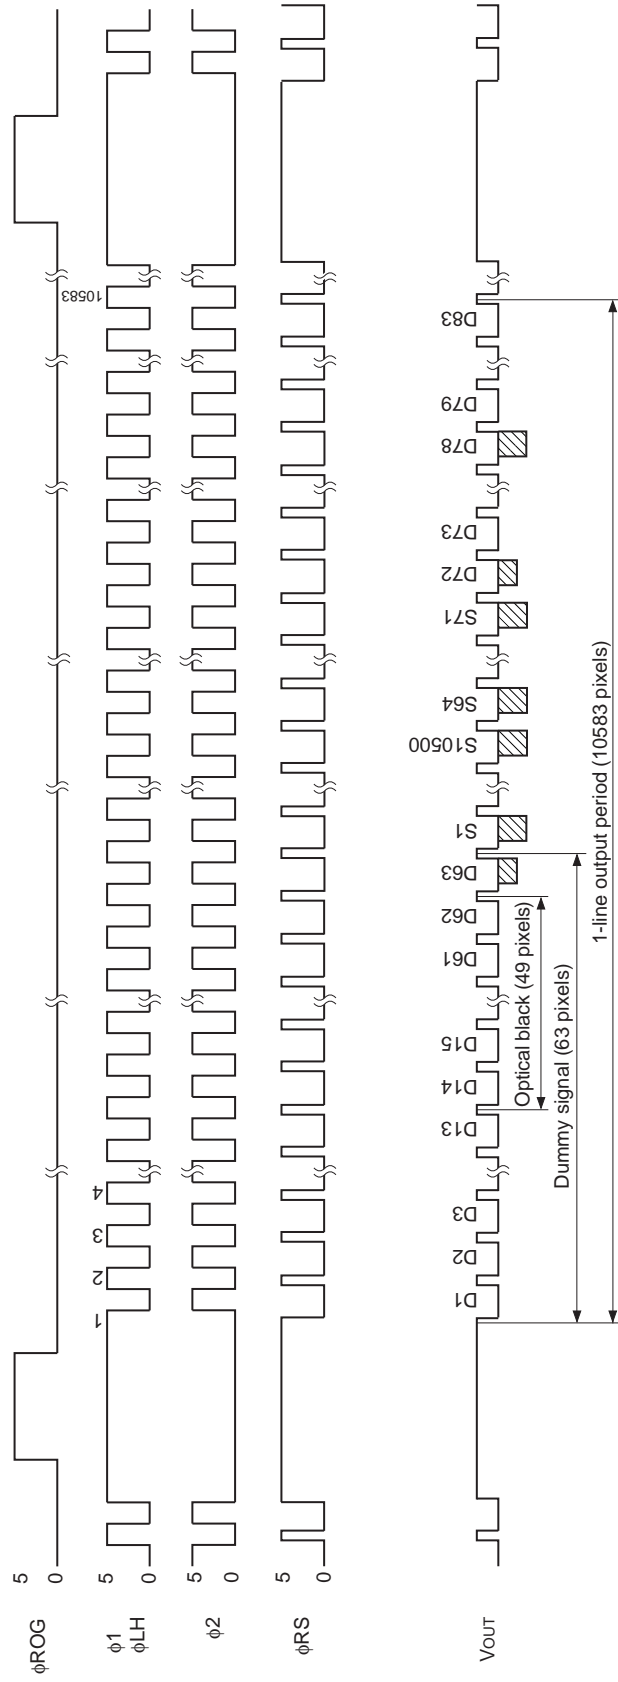 ϕROG
5
0
ϕ1
ϕLH
5
0
1
2
3
4
10583
ϕ2
5
0
ϕRS
5
0
VOUT
D1
D2
D3
D13
D14
D15
D61
D62
D63
S1
S10500
S64
S71
D72
D73
D78
D79
D83
Optical black (49 pixels)
Dummy signal (63 pixels)
1-line output period (10583 pixels)